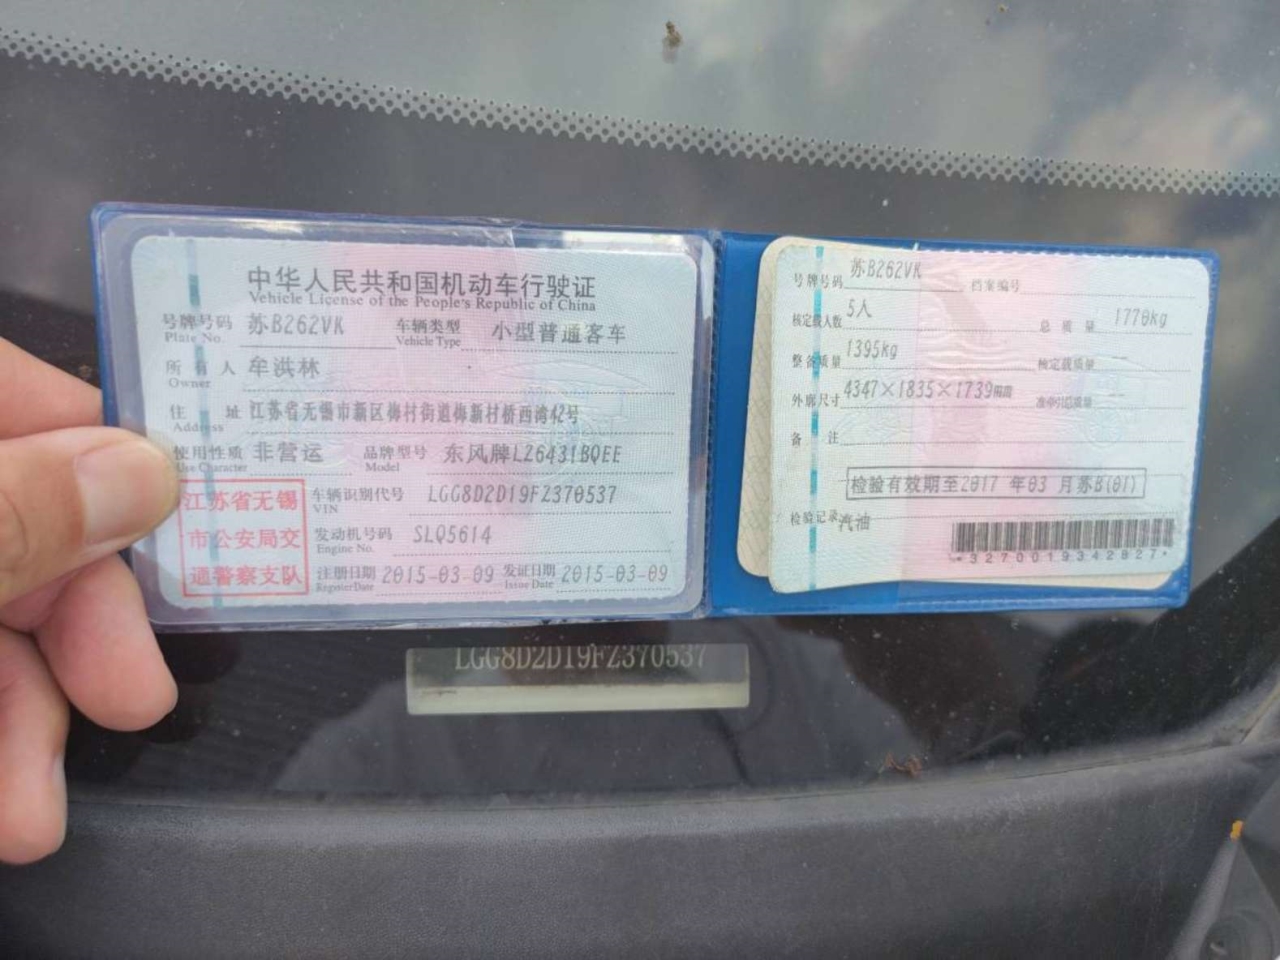 中华人民共和国机动车行驶证
Vehicle License of the People's Republic of China
号牌号码 苏B262VK 车辆类型 小型普通客车
Plate No. Vehicle Type
所有人 牟洪林
Owner
住址 江苏省无锡市新区梅村街道梅新村桥西湾42号
Address
使用性质 非营运 品牌型号 东风牌LZ6431BQEE
Use Character Model
江苏省无锡
市公安局交
通警察支队
车辆识别代号 LGG8D2D19FZ370537
VIN
发动机号码 SLQ5614
Engine No.
注册日期 2015-03-09 发证日期 2015-03-09
Register Date Issue Date
号牌号码 苏B262VK 档案编号
核定载人数 5人 总质量 1770kg
整备质量 1395kg 核定载质量 --
外廓尺寸 4347×1835×1739mm 准牵引总质量 --
备注
检验有效期至2017年03月苏B(01)
检验记录 汽油
*3270019342827*
LGG8D2D19FZ370537